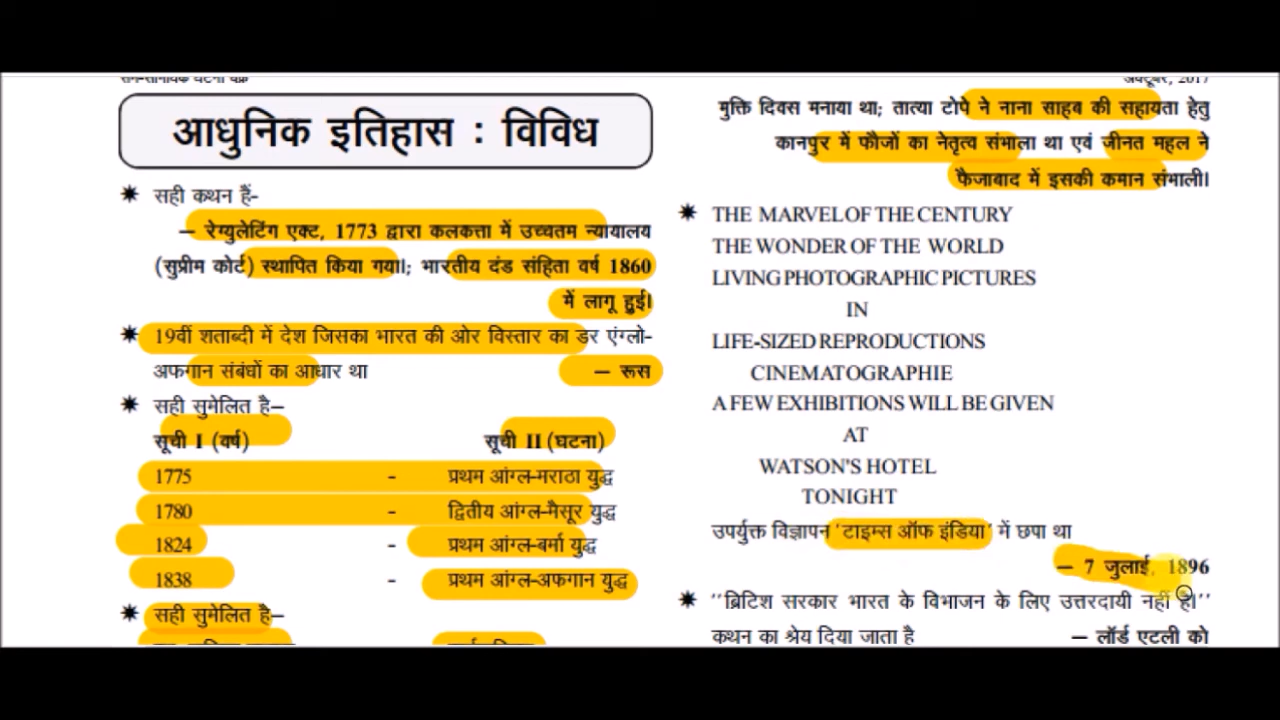 अक्टूबर, 2017
आधुनिक इतिहास : विविध
✷ सही कथन हैं-
– रेग्युलेटिंग एक्ट, 1773 द्वारा कलकत्ता में उच्चतम न्यायालय
(सुप्रीम कोर्ट) स्थापित किया गया।; भारतीय दंड संहिता वर्ष 1860
में लागू हुई।
✷ 19वीं शताब्दी में देश जिसका भारत की ओर विस्तार का डर एंग्लो-
अफगान संबंधों का आधार था – रूस
✷ सही सुमेलित है–
सूची I (वर्ष) सूची II (घटना)
1775 - प्रथम आंग्ल-मराठा युद्ध
1780 - द्वितीय आंग्ल-मैसूर युद्ध
1824 - प्रथम आंग्ल-बर्मा युद्ध
1838 - प्रथम आंग्ल-अफगान युद्ध
✷ सही सुमेलित है–
मुक्ति दिवस मनाया था; तात्या टोपे ने नाना साहब की सहायता हेतु
कानपुर में फौजों का नेतृत्व संभाला था एवं जीनत महल ने
फैजाबाद में इसकी कमान संभाली।
✷ THE MARVEL OF THE CENTURY
THE WONDER OF THE WORLD
LIVING PHOTOGRAPHIC PICTURES
IN
LIFE-SIZED REPRODUCTIONS
CINEMATOGRAPHIE
A FEW EXHIBITIONS WILL BE GIVEN
AT
WATSON'S HOTEL
TONIGHT
उपर्युक्त विज्ञापन 'टाइम्स ऑफ इंडिया' में छपा था
– 7 जुलाई, 1896
✷ ''ब्रिटिश सरकार भारत के विभाजन के लिए उत्तरदायी नहीं है।''
कथन का श्रेय दिया जाता है – लॉर्ड एटली को